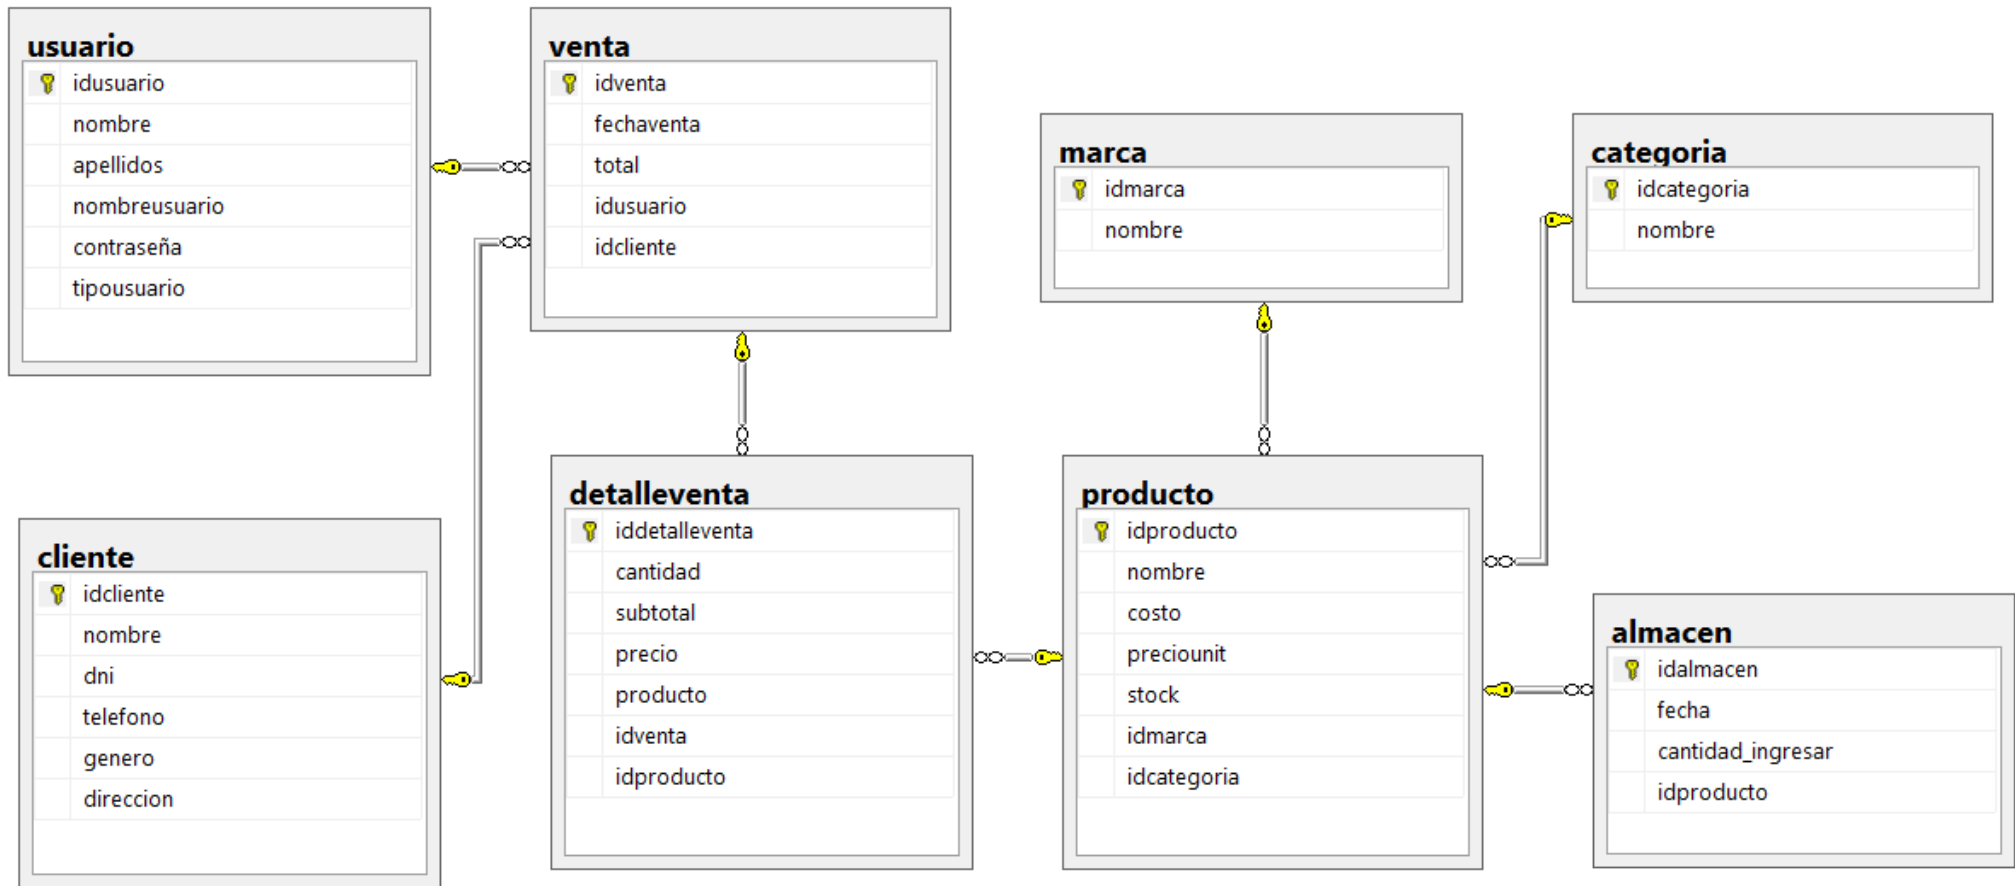 usuario
idusuario
nombre
apellidos
nombreusuario
contraseña
tipousuario
venta
idventa
fechaventa
total
idusuario
idcliente
marca
idmarca
nombre
categoria
idcategoria
nombre
cliente
idcliente
nombre
dni
telefono
genero
direccion
detalleventa
iddetalleventa
cantidad
subtotal
precio
producto
idventa
idproducto
producto
idproducto
nombre
costo
preciounit
stock
idmarca
idcategoria
almacen
idalmacen
fecha
cantidad_ingresar
idproducto